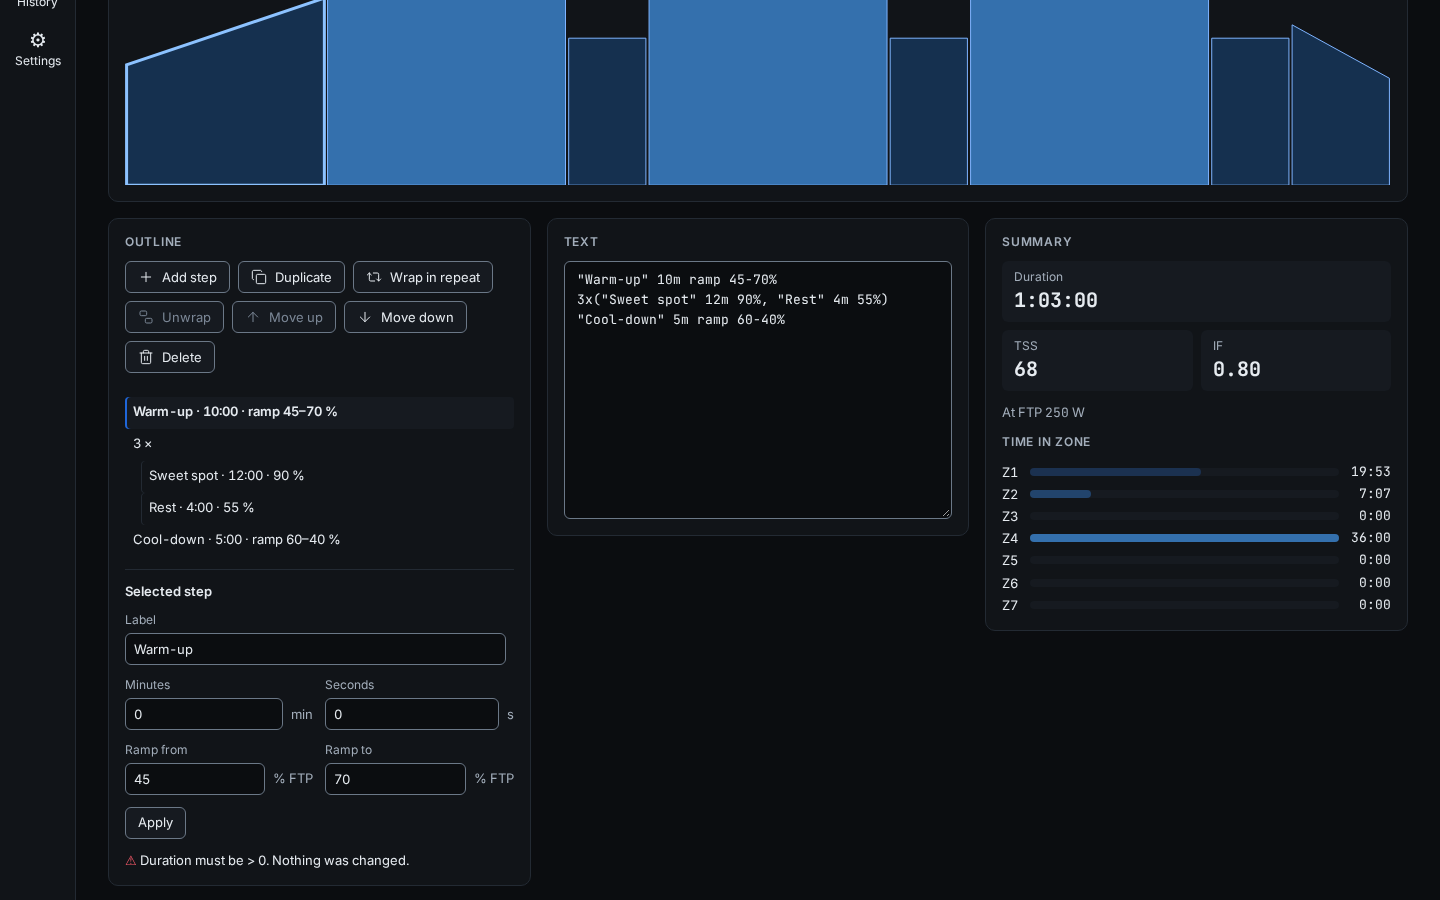 History
Settings
OUTLINE
Add step
Duplicate
Wrap in repeat
Unwrap
Move up
Move down
Delete
Warm-up · 10:00 · ramp 45–70 %
3 ×
Sweet spot · 12:00 · 90 %
Rest · 4:00 · 55 %
Cool-down · 5:00 · ramp 60–40 %
Selected step
Label
Warm-up
Minutes
Seconds
0 min
0 s
Ramp from
Ramp to
45 % FTP
70 % FTP
Apply
⚠ Duration must be > 0. Nothing was changed.
TEXT
"Warm-up" 10m ramp 45-70%
3x("Sweet spot" 12m 90%, "Rest" 4m 55%)
"Cool-down" 5m ramp 60-40%
SUMMARY
Duration
1:03:00
TSS
68
IF
0.80
At FTP 250 W
TIME IN ZONE
Z1 19:53
Z2 7:07
Z3 0:00
Z4 36:00
Z5 0:00
Z6 0:00
Z7 0:00